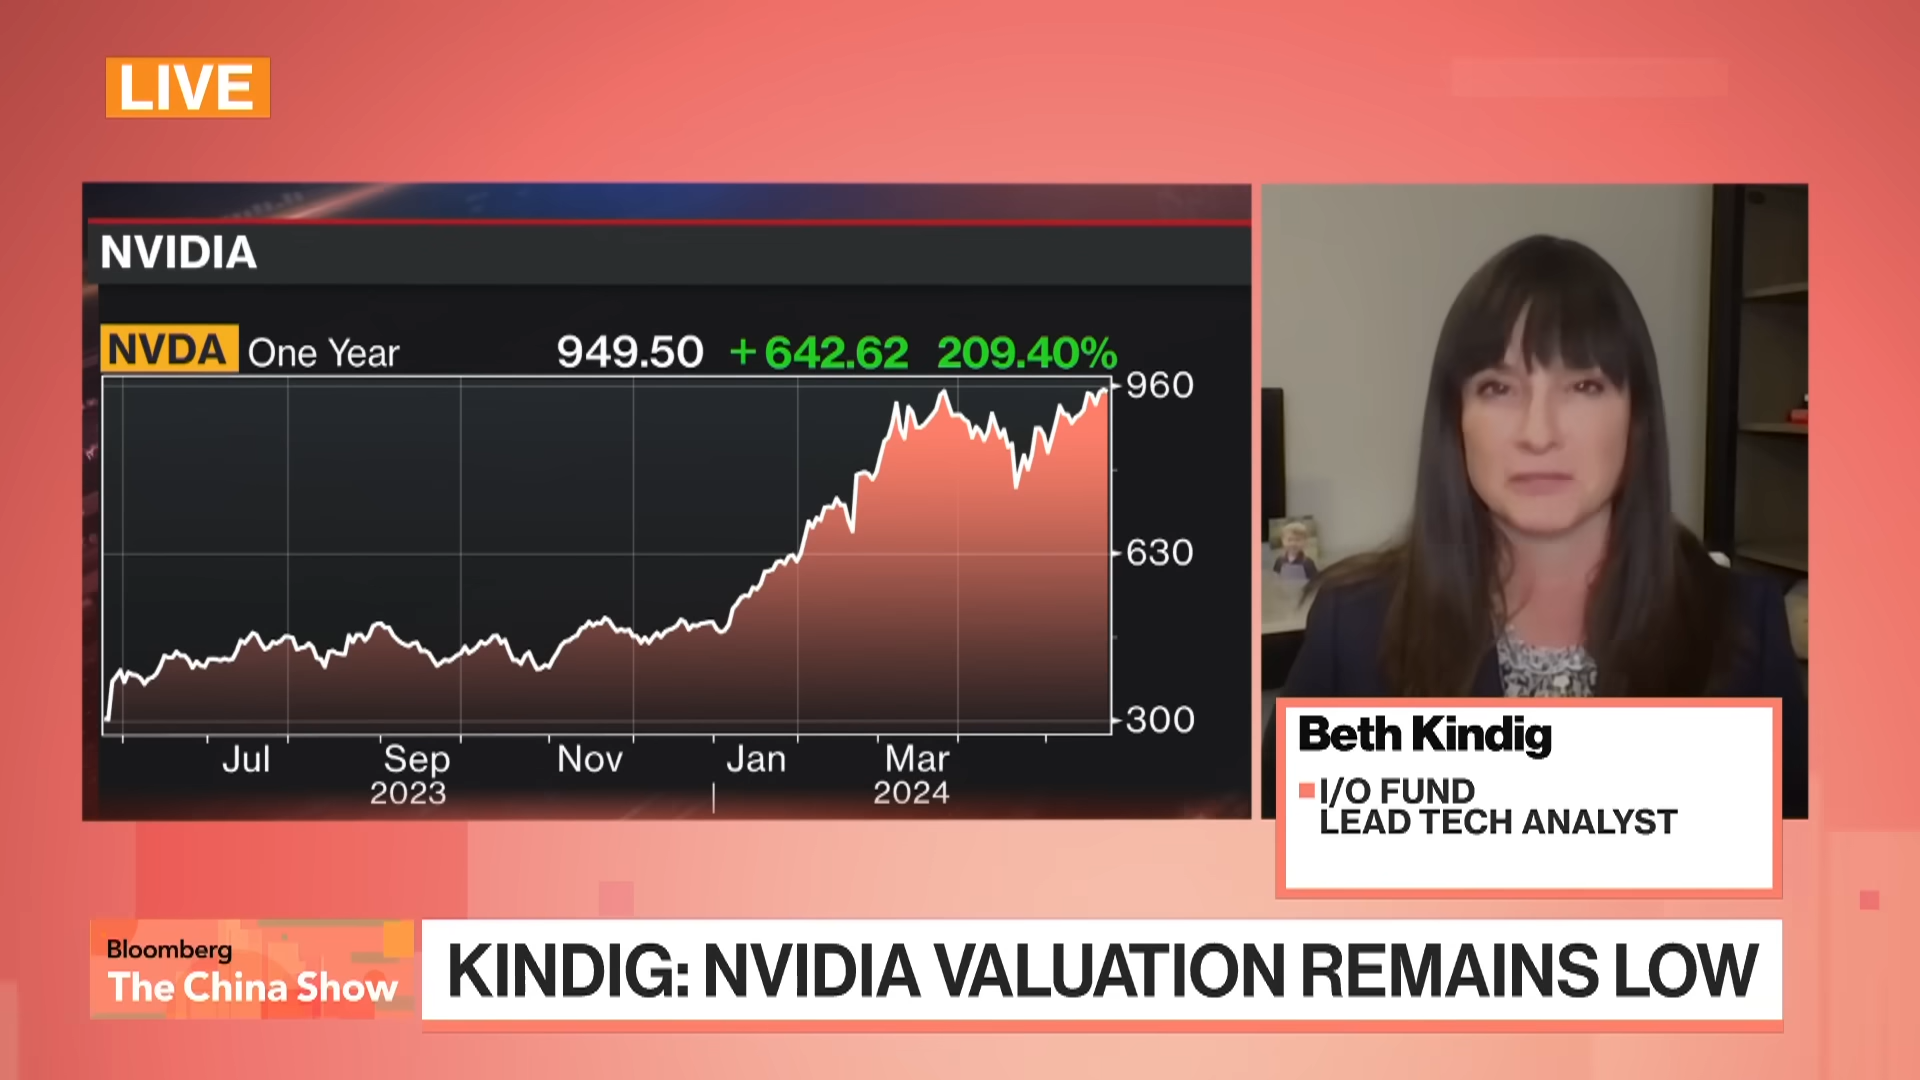 LIVE
NVIDIA
NVDA One Year 949.50 +642.62 209.40%
960
630
300
Jul Sep Nov Jan Mar
2023 2024
Beth Kindig
I/O FUND
LEAD TECH ANALYST
Bloomberg
The China Show
KINDIG: NVIDIA VALUATION REMAINS LOW